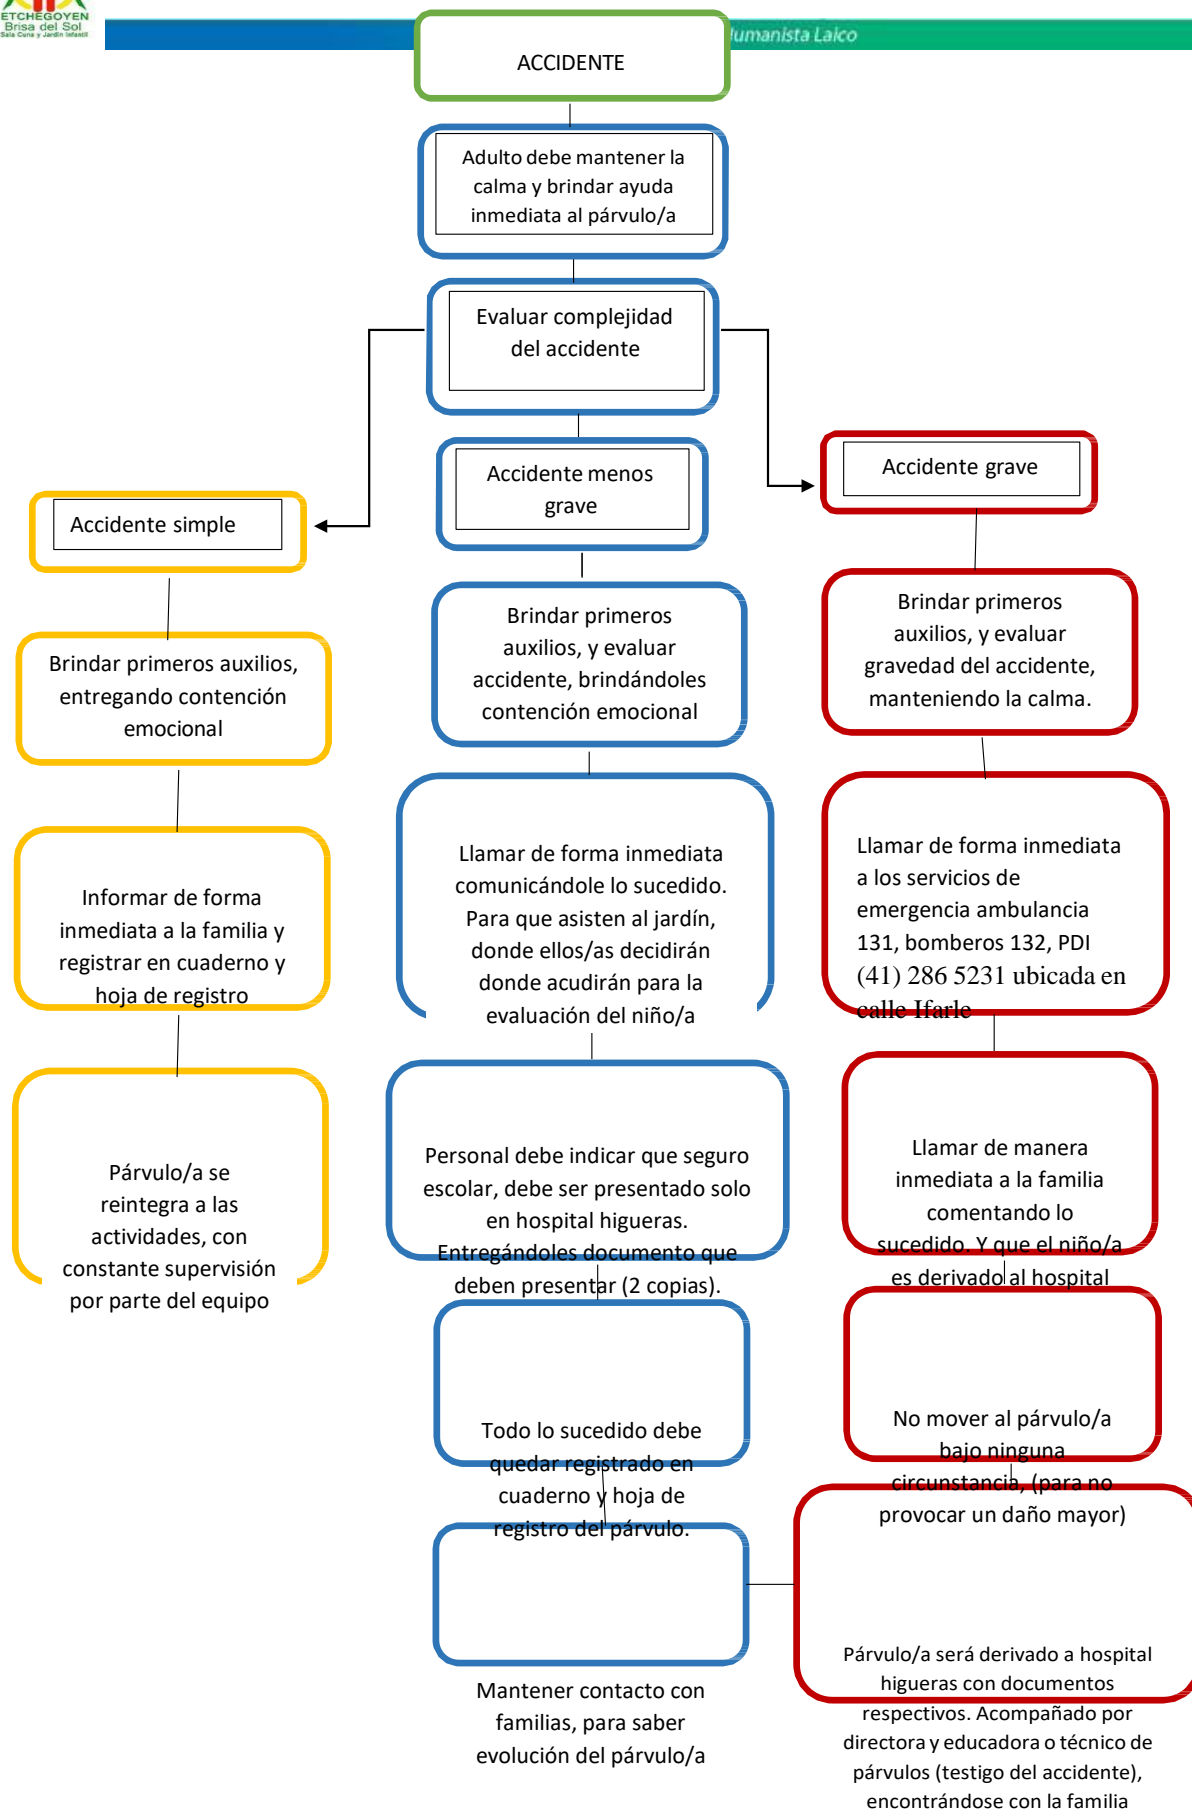 ETCHEGOYEN
Brisa del Sol
Sala Cuna y Jardín Infantil
Humanista Laico
ACCIDENTE
Adulto debe mantener la
calma y brindar ayuda
inmediata al párvulo/a
Evaluar complejidad
del accidente
Accidente simple
Brindar primeros auxilios,
entregando contención
emocional
Informar de forma
inmediata a la familia y
registrar en cuaderno y
hoja de registro
Párvulo/a se
reintegra a las
actividades, con
constante supervisión
por parte del equipo
Accidente menos
grave
Brindar primeros
auxilios, y evaluar
accidente, brindándoles
contención emocional
Llamar de forma inmediata
comunicándole lo sucedido.
Para que asisten al jardín,
donde ellos/as decidirán
donde acudirán para la
evaluación del niño/a
Personal debe indicar que seguro
escolar, debe ser presentado solo
en hospital higueras.
Entregándoles documento que
deben presentar (2 copias).
Todo lo sucedido debe
quedar registrado en
cuaderno y hoja de
registro del párvulo.
Mantener contacto con
familias, para saber
evolución del párvulo/a
Accidente grave
Brindar primeros
auxilios, y evaluar
gravedad del accidente,
manteniendo la calma.
Llamar de forma inmediata
a los servicios de
emergencia ambulancia
131, bomberos 132, PDI
(41) 286 5231 ubicada en
calle Ifarle
Llamar de manera
inmediata a la familia
comentando lo
sucedido. Y que el niño/a
es derivado al hospital
No mover al párvulo/a
bajo ninguna
circunstancia, (para no
provocar un daño mayor)
Párvulo/a será derivado a hospital
higueras con documentos
respectivos. Acompañado por
directora y educadora o técnico de
párvulos (testigo del accidente),
encontrándose con la familia